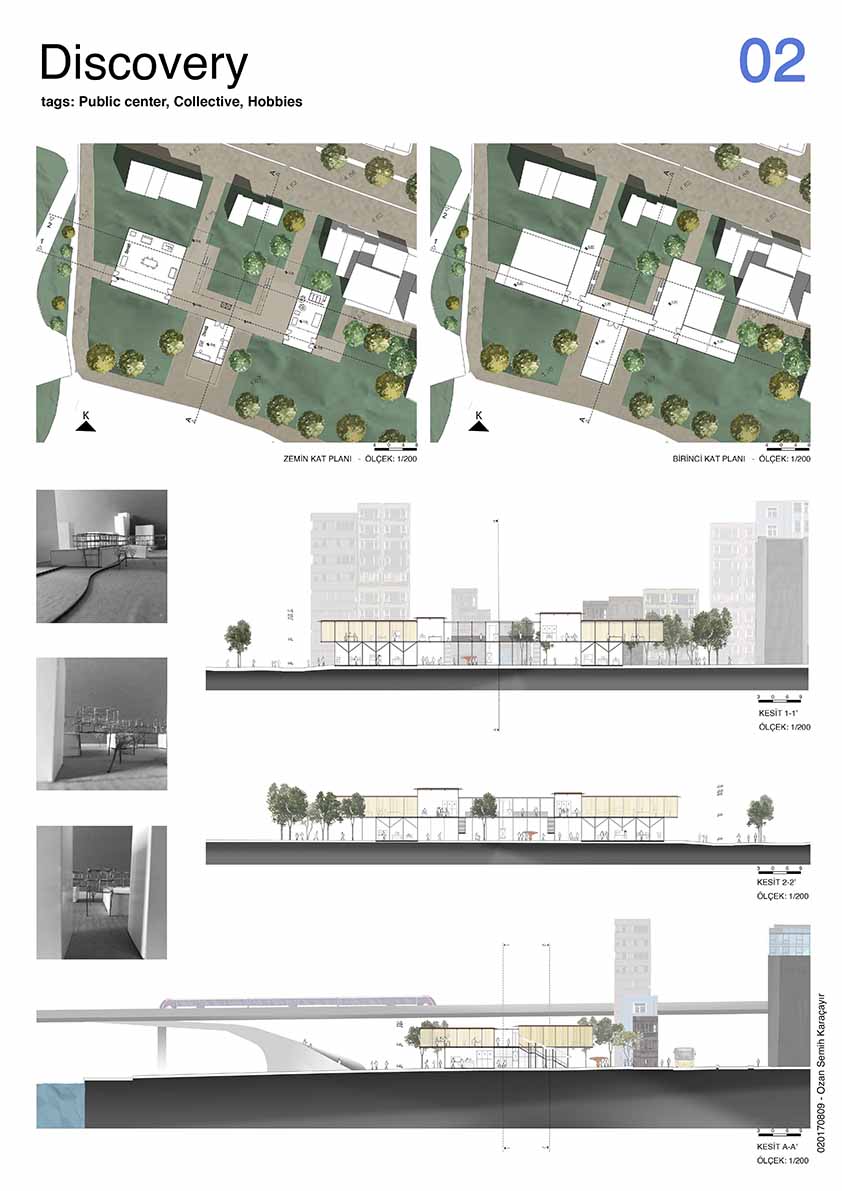 Discovery
02
tags: Public center, Collective, Hobbies
K
ZEMİN KAT PLANI - ÖLÇEK: 1/200
K
BİRİNCİ KAT PLANI - ÖLÇEK: 1/200
KESİT 1-1'
ÖLÇEK: 1/200
KESİT 2-2'
ÖLÇEK: 1/200
KESİT A-A'
ÖLÇEK: 1/200
020170809 - Ozan Semih Karaçayır